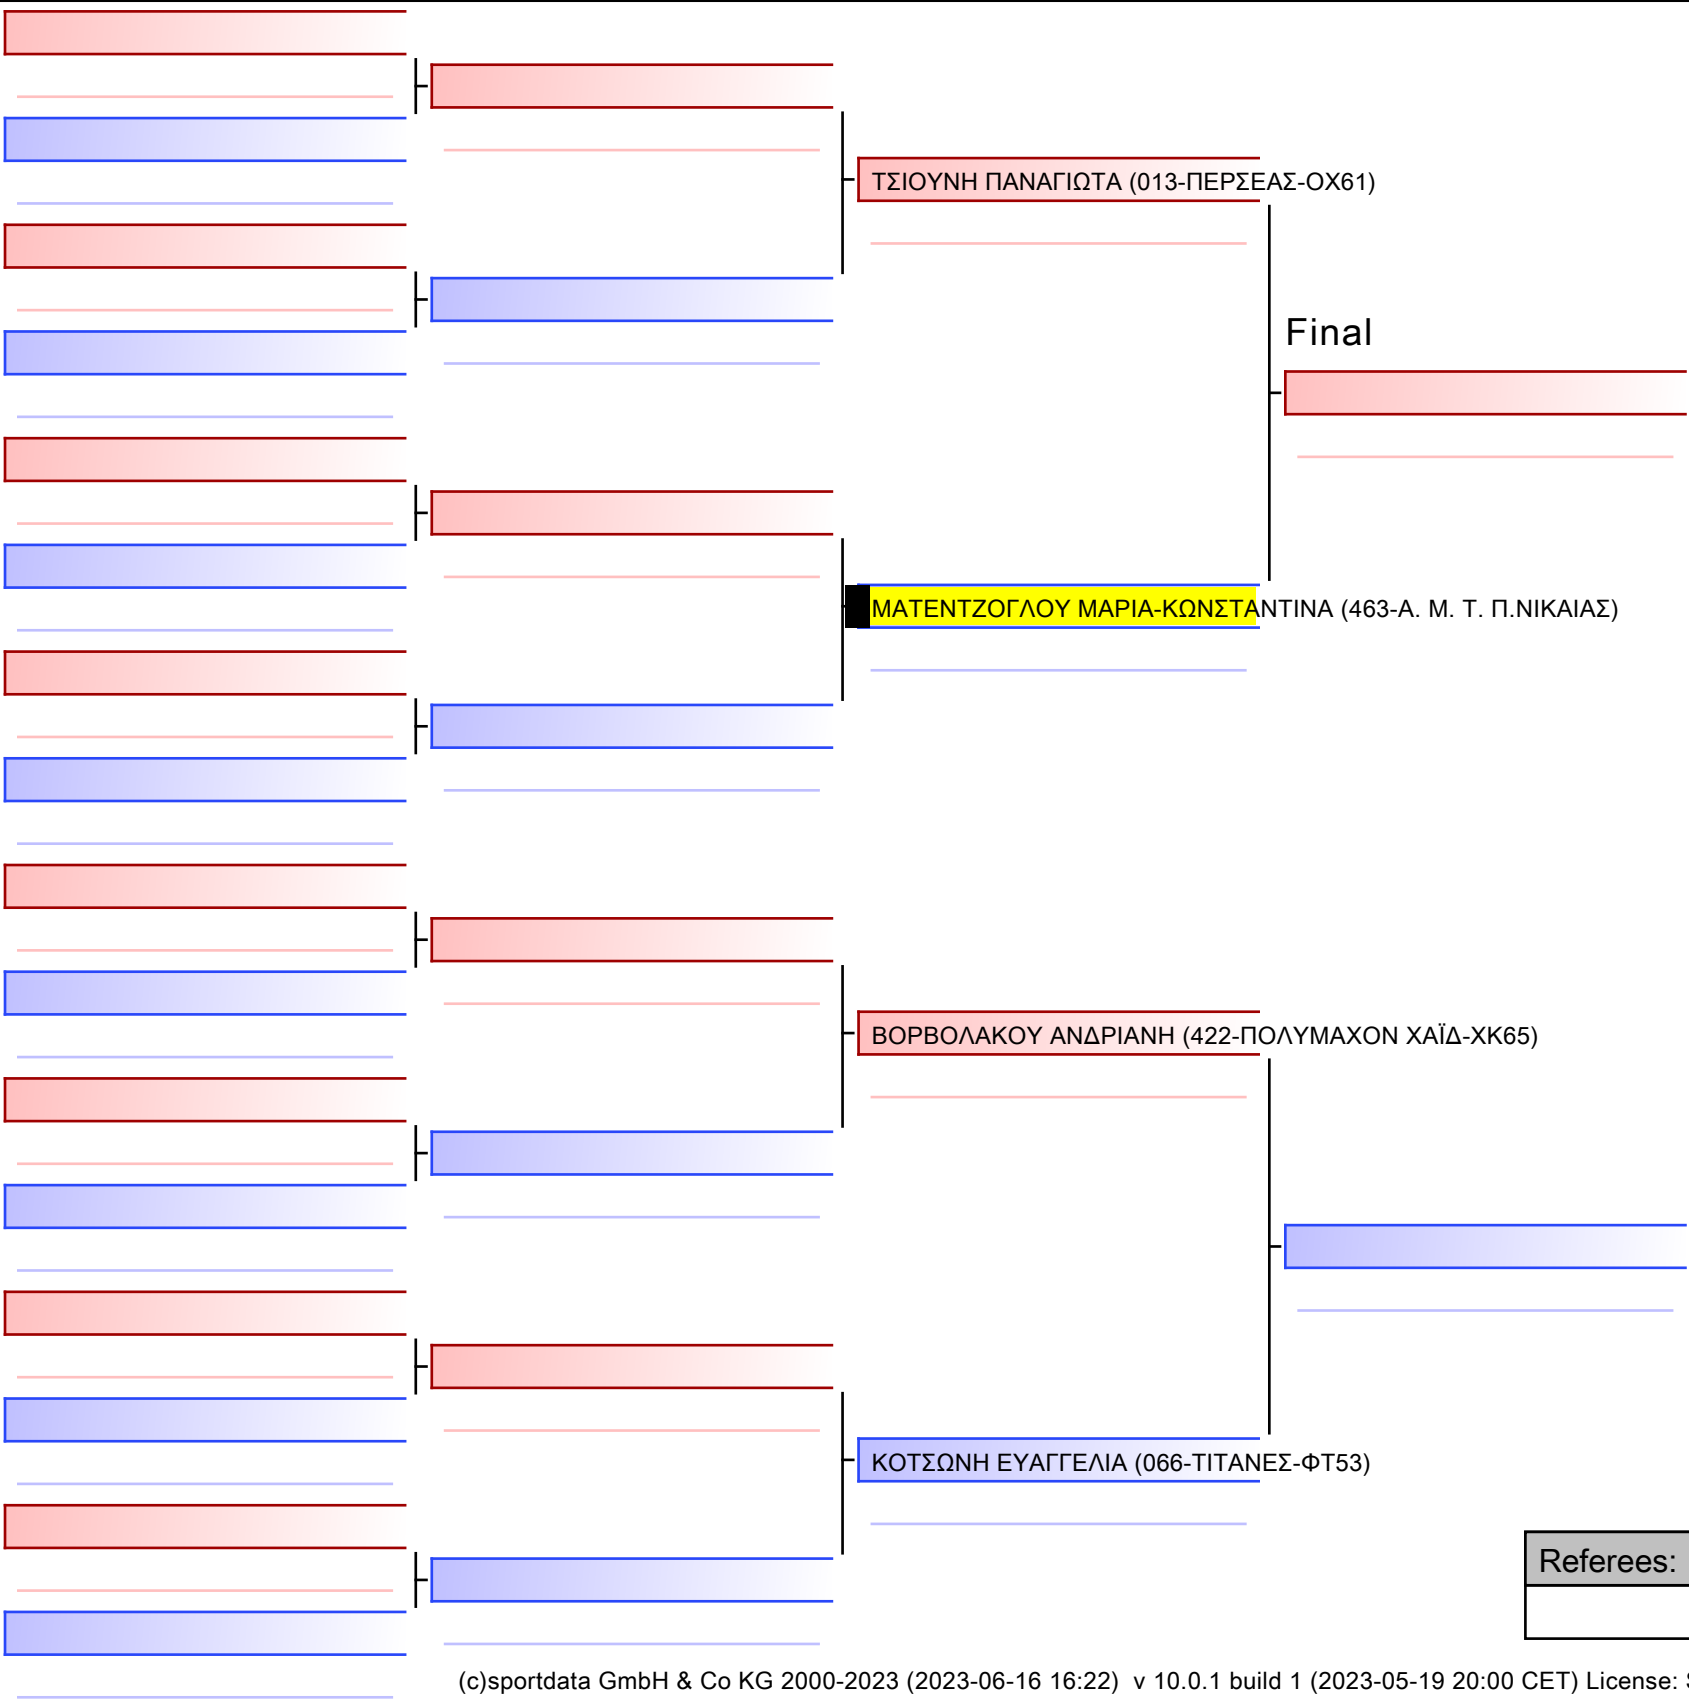 ΤΣΙΟΥΝΗ ΠΑΝΑΓΙΩΤΑ (013-ΠΕΡΣΕΑΣ-ΟΧ61)
Final
ΜΑΤΕΝΤΖΟΓΛΟΥ ΜΑΡΙΑ-ΚΩΝΣΤΑΝΤΙΝΑ (463-Α. Μ. Τ. Π.ΝΙΚΑΙΑΣ)
ΒΟΡΒΟΛΑΚΟΥ ΑΝΔΡΙΑΝΗ (422-ΠΟΛΥΜΑΧΟΝ ΧΑΪΔ-ΧΚ65)
ΚΟΤΣΩΝΗ ΕΥΑΓΓΕΛΙΑ (066-ΤΙΤΑΝΕΣ-ΦΤ53)
Referees:
(c)sportdata GmbH & Co KG 2000-2023 (2023-06-16 16:22) v 10.0.1 build 1 (2023-05-19 20:00 CET) License: